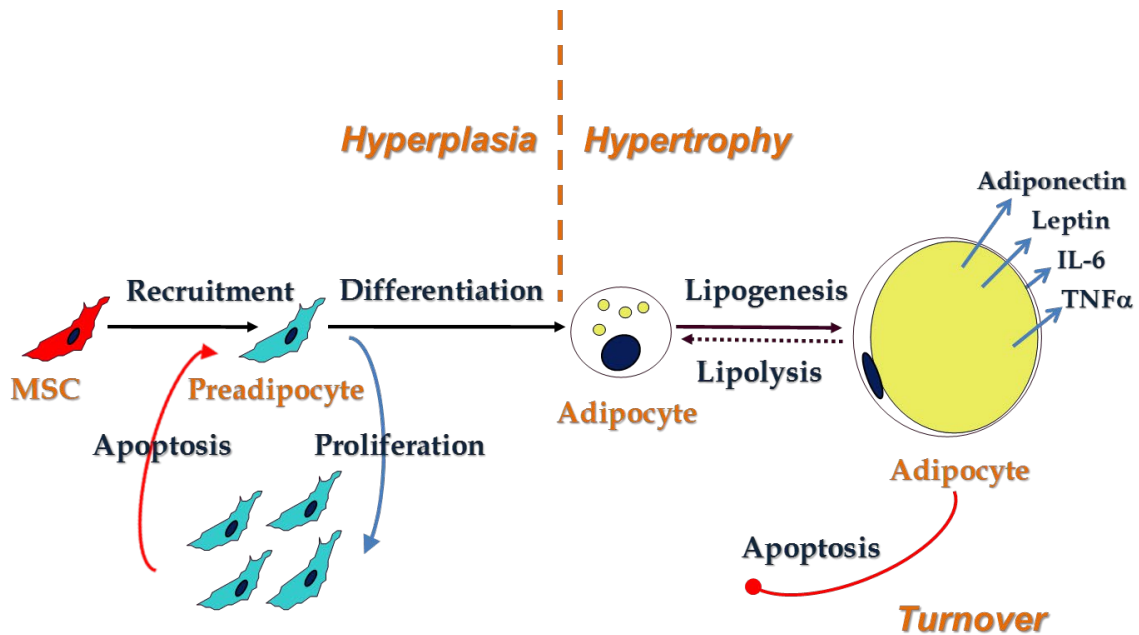 Hyperplasia
Hypertrophy
Adiponectin
Leptin
IL-6
TNFα
Recruitment
Differentiation
Lipogenesis
Lipolysis
MSC
Preadipocyte
Adipocyte
Apoptosis
Proliferation
Adipocyte
Apoptosis
Turnover